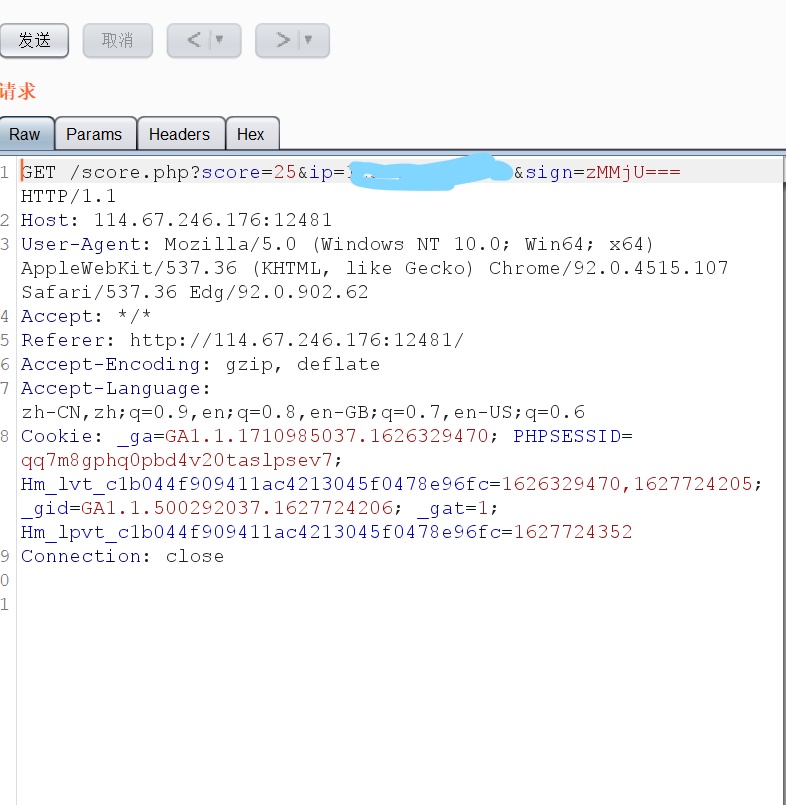 发送 取消 < ▼ > ▼
请求
Raw Params Headers Hex
1 GET /score.php?score=25&ip= &sign=zMMjU===
HTTP/1.1
2 Host: 114.67.246.176:12481
3 User-Agent: Mozilla/5.0 (Windows NT 10.0; Win64; x64)
AppleWebKit/537.36 (KHTML, like Gecko) Chrome/92.0.4515.107
Safari/537.36 Edg/92.0.902.62
4 Accept: */*
5 Referer: http://114.67.246.176:12481/
6 Accept-Encoding: gzip, deflate
7 Accept-Language:
zh-CN,zh;q=0.9,en;q=0.8,en-GB;q=0.7,en-US;q=0.6
8 Cookie: _ga=GA1.1.1710985037.1626329470; PHPSESSID=
qq7m8gphq0pbd4v20taslpsev7;
Hm_lvt_c1b044f909411ac4213045f0478e96fc=1626329470,1627724205;
_gid=GA1.1.500292037.1627724206; _gat=1;
Hm_lpvt_c1b044f909411ac4213045f0478e96fc=1627724352
9 Connection: close
0
1